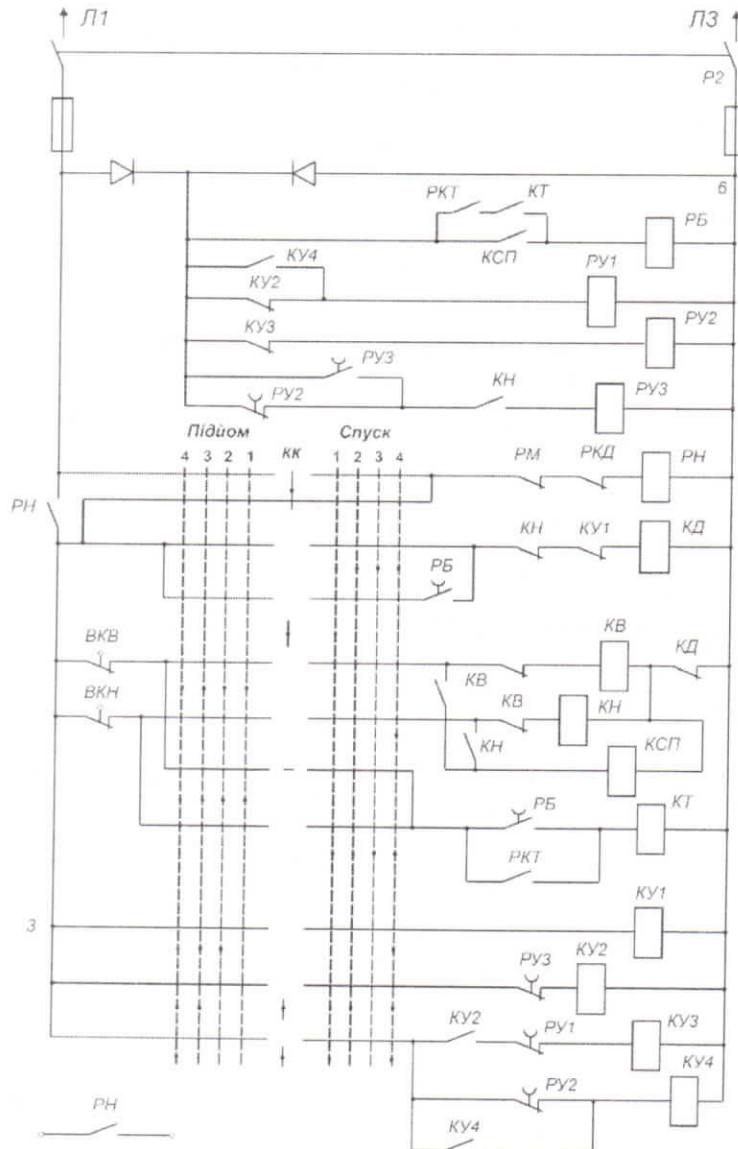 Л1 Л3
Р2
6
РКТ КТ РБ
КСП
КУ4 РУ1
КУ2
КУ3 РУ2
РУ3
РУ2 КН РУ3
Підйом Спуск
4 3 2 1 КК 1 2 3 4
РМ РКД РН
РН
КН КУ1 КД
РБ
ВКВ КВ КД
КВ
ВКН КВ КН
КН КСП
РБ КТ
РКТ
КУ1
3
РУ3 КУ2
КУ2 РУ1 КУ3
РУ2 КУ4
РН
КУ4